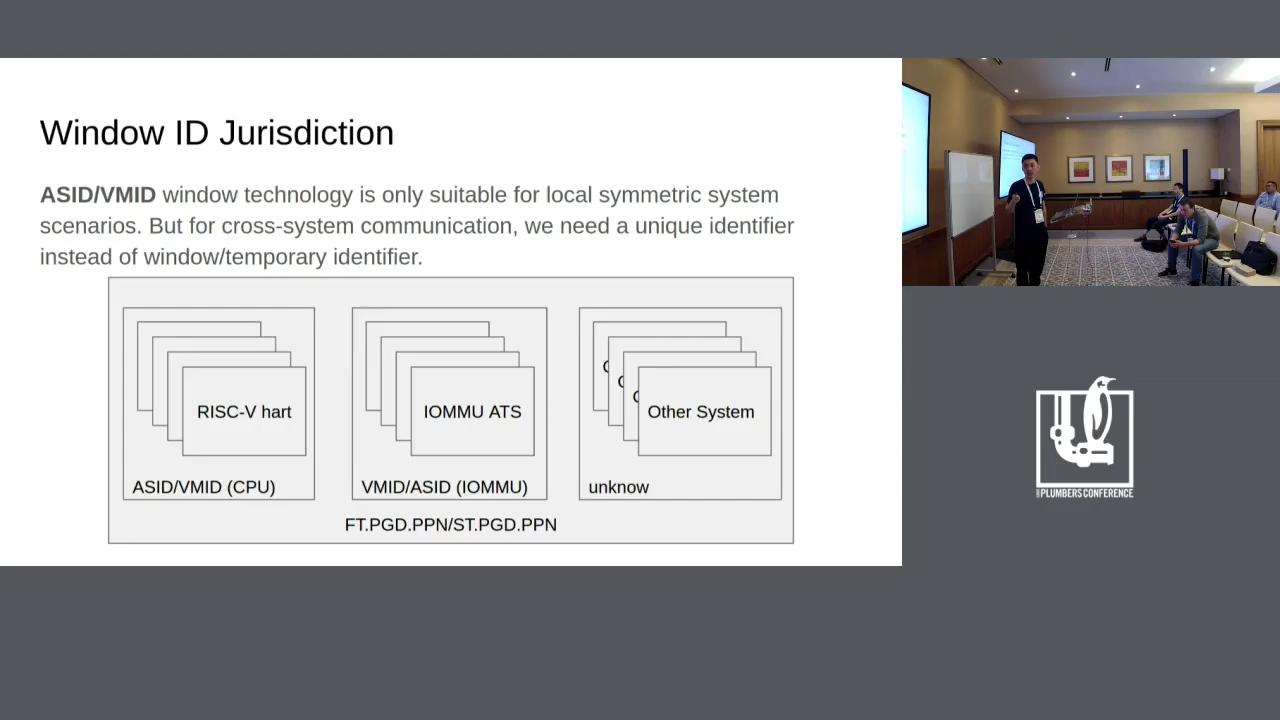 Window ID Jurisdiction
ASID/VMID window technology is only suitable for local symmetric system
scenarios. But for cross-system communication, we need a unique identifier
instead of window/temporary identifier.
RISC-V hart
ASID/VMID (CPU)
IOMMU ATS
VMID/ASID (IOMMU)
Other System
unknow
FT.PGD.PPN/ST.PGD.PPN
PLUMBERS CONFERENCE